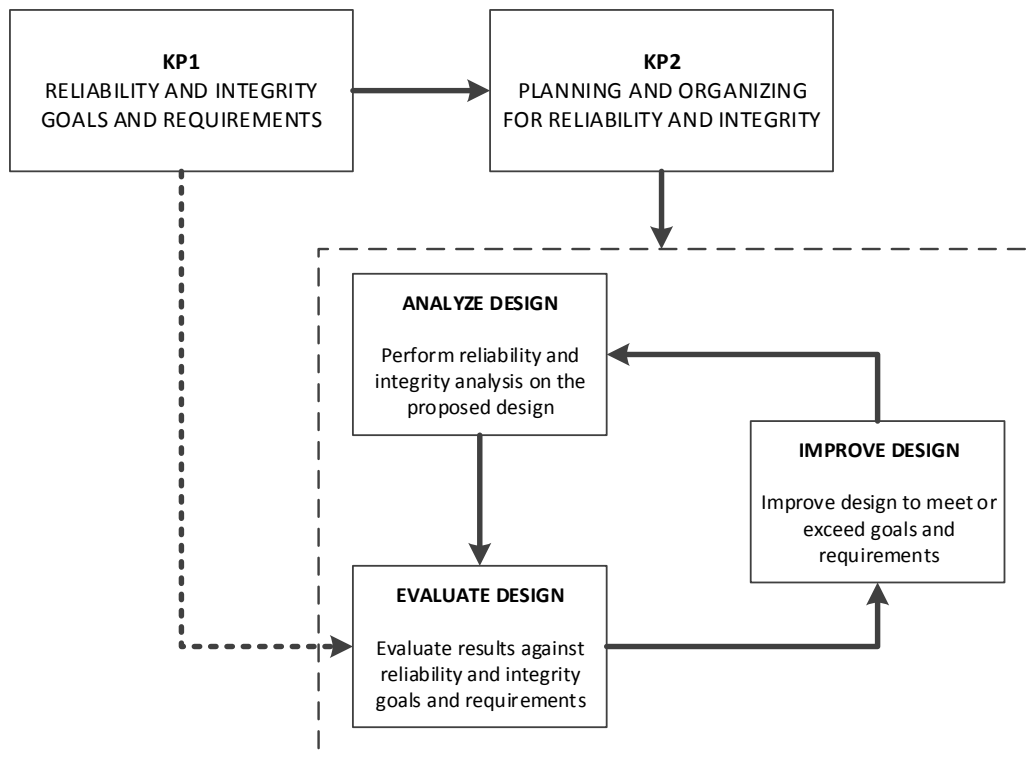 KP1
RELIABILITY AND INTEGRITY
GOALS AND REQUIREMENTS
KP2
PLANNING AND ORGANIZING
FOR RELIABILITY AND INTEGRITY
ANALYZE DESIGN
Perform reliability and
integrity analysis on the
proposed design
IMPROVE DESIGN
Improve design to meet or
exceed goals and
requirements
EVALUATE DESIGN
Evaluate results against
reliability and integrity
goals and requirements